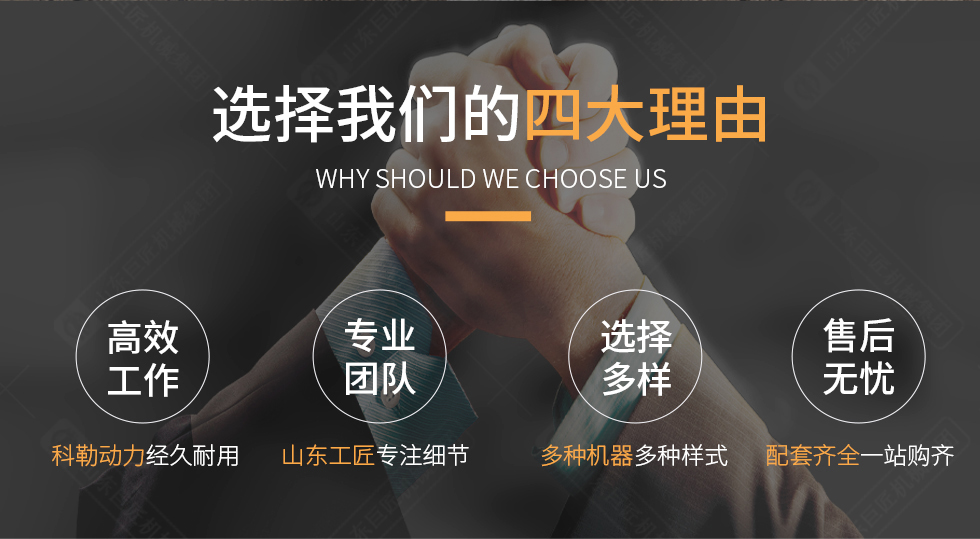 选择我们的四大理由
WHY SHOULD WE CHOOSE US
高效
工作
专业
团队
选择
多样
售后
无忧
科勒动力经久耐用
山东工匠专注细节
多种机器多种样式
配套齐全一站购齐